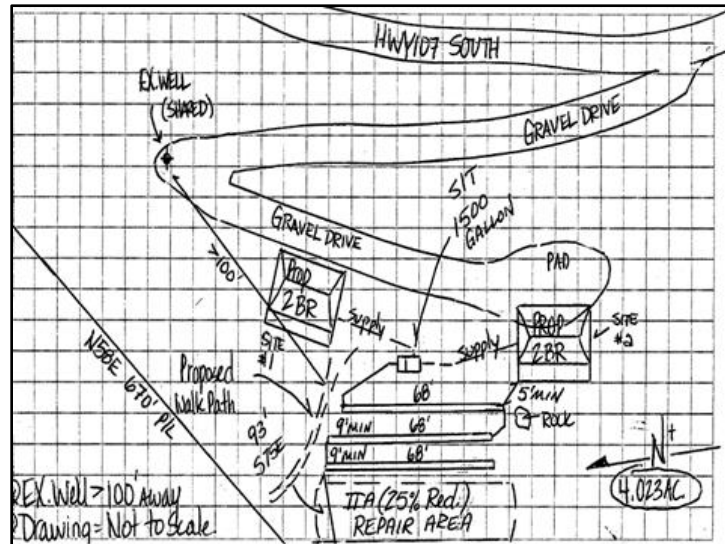 HWY 107 SOUTH
EX. WELL
(SHARED)
GRAVEL DRIVE
S/T
1500
GALLON
GRAVEL DRIVE
PAD
>100'
PROP
2BR
SITE
#1
SUPPLY
SUPPLY
PROP
2BR
SITE
#2
N58E 670' P/L
Proposed
Walk Path
68'
5' MIN
ROCK
93'
9' MIN 68'
9' MIN 68'
N
4.023AC
EX. Well >100' away
Drawing = Not to Scale
IIA (25% Red.)
REPAIR AREA